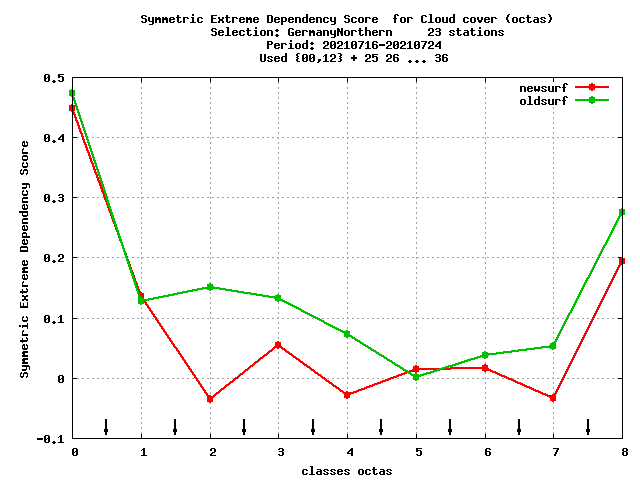 Symmetric Extreme Dependency Score  for Cloud cover (octas)
Selection: GermanyNorthern     23 stations
Period: 20210716-20210724
Used {00,12} + 25 26 ... 36
newsurf
oldsurf
Symmetric Extreme Dependency Score
0.5
0.4
0.3
0.2
0.1
0
-0.1
0 1 2 3 4 5 6 7 8
classes octas